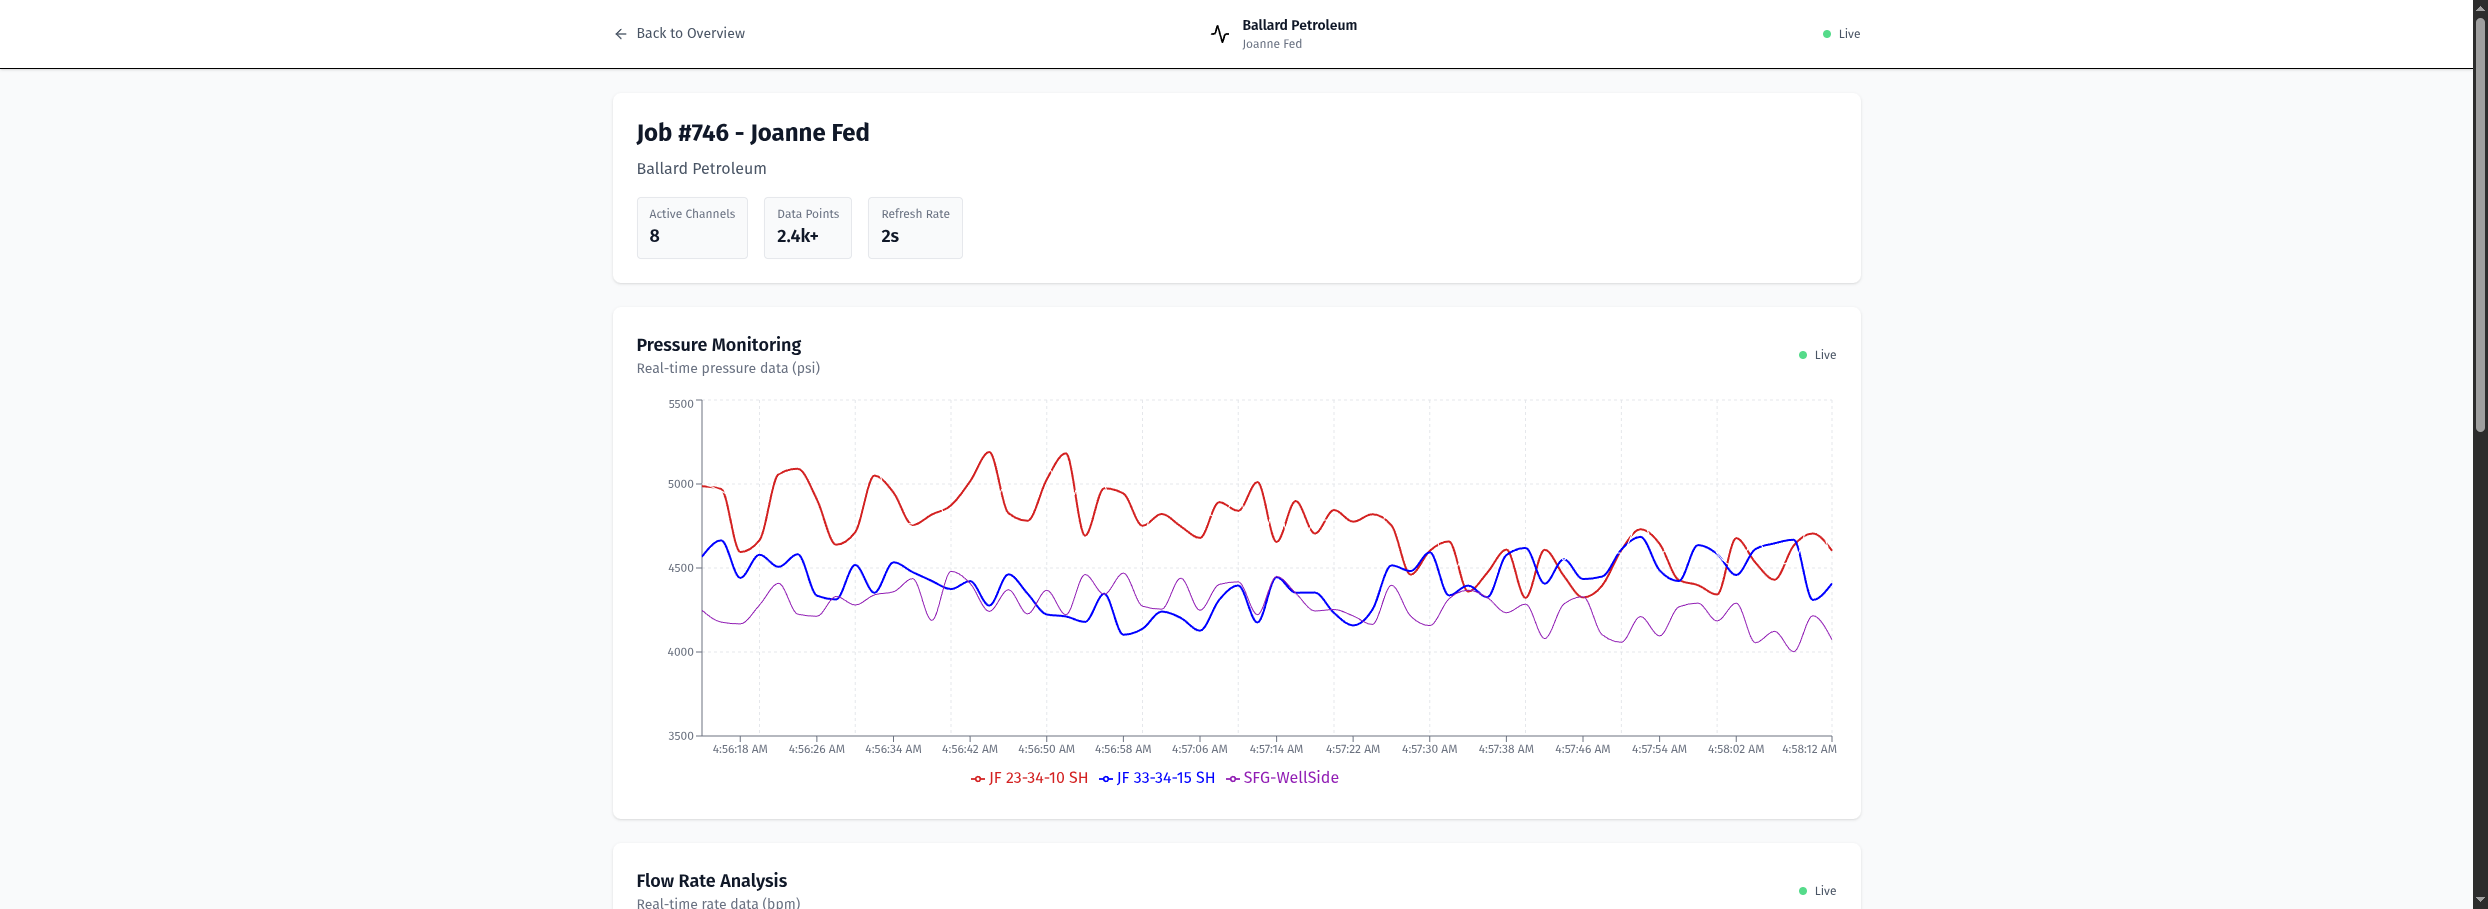 Back to Overview
Ballard Petroleum
Joanne Fed
Live
Job #746 - Joanne Fed
Ballard Petroleum
Active Channels
8
Data Points
2.4k+
Refresh Rate
2s
Pressure Monitoring
Real-time pressure data (psi)
Live
5500
5000
4500
4000
3500
4:56:18 AM 4:56:26 AM 4:56:34 AM 4:56:42 AM 4:56:50 AM 4:56:58 AM 4:57:06 AM 4:57:14 AM 4:57:22 AM 4:57:30 AM 4:57:38 AM 4:57:46 AM 4:57:54 AM 4:58:02 AM 4:58:12 AM
JF 23-34-10 SH JF 33-34-15 SH SFG-WellSide
Flow Rate Analysis
Real-time rate data (bpm)
Live